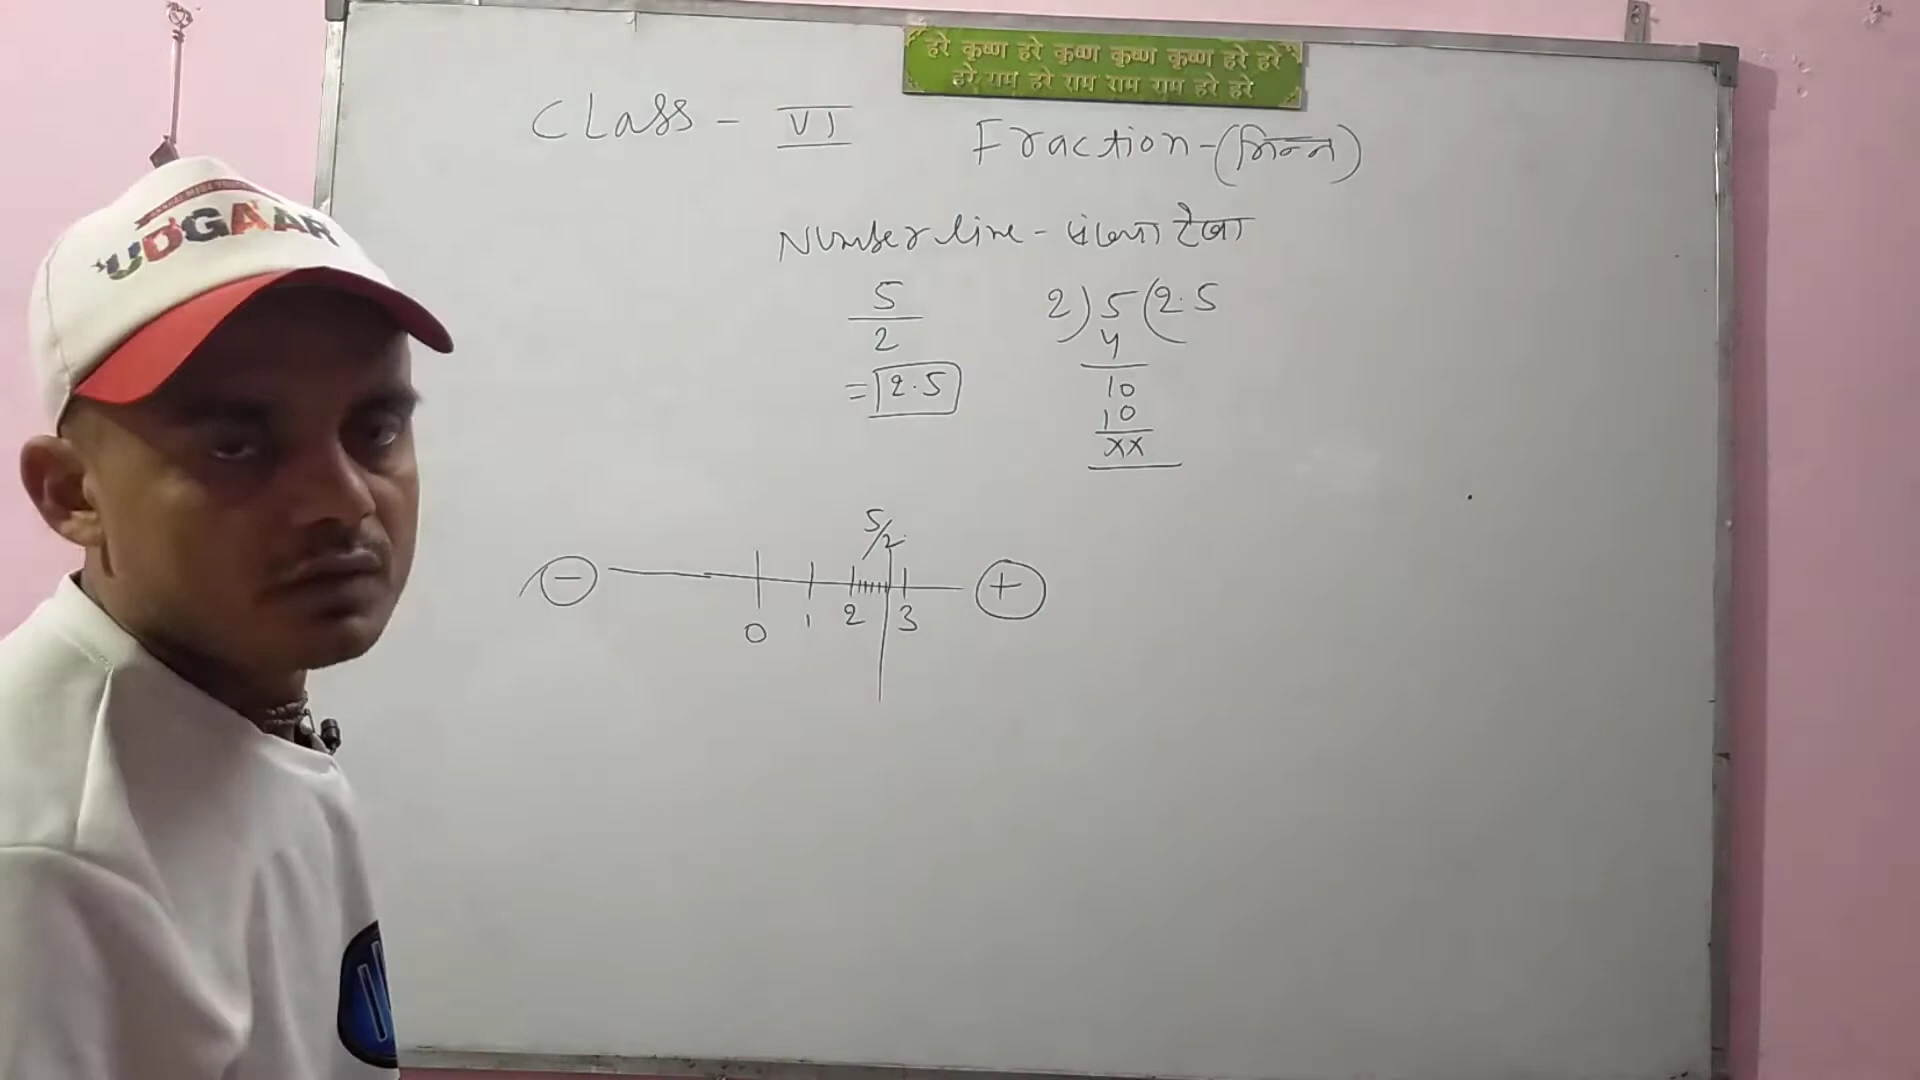 हरे कृष्ण हरे कृष्ण कृष्ण कृष्ण हरे हरे
हरे राम हरे राम राम राम हरे हरे
Class - VI
Fraction - (भिन्न)
Number line - संख्या रेखा
5
2
= 2.5
2) 5 (2.5
4
10
10
xx
5/2
- +
0 1 2 3
UDGAAR